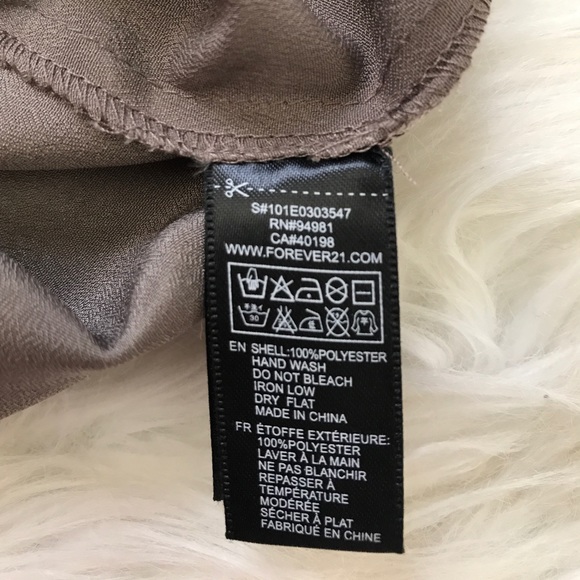 S#101E0303547
RN#94981
CA#40198
WWW.FOREVER21.COM
30
EN SHELL:100%POLYESTER
HAND WASH
DO NOT BLEACH
IRON LOW
DRY FLAT
MADE IN CHINA
FR ÉTOFFE EXTÉRIEURE:
100%POLYESTER
LAVER À LA MAIN
NE PAS BLANCHIR
REPASSER À
TEMPÉRATURE
MODÉRÉE
SÉCHER À PLAT
FABRIQUÉ EN CHINE